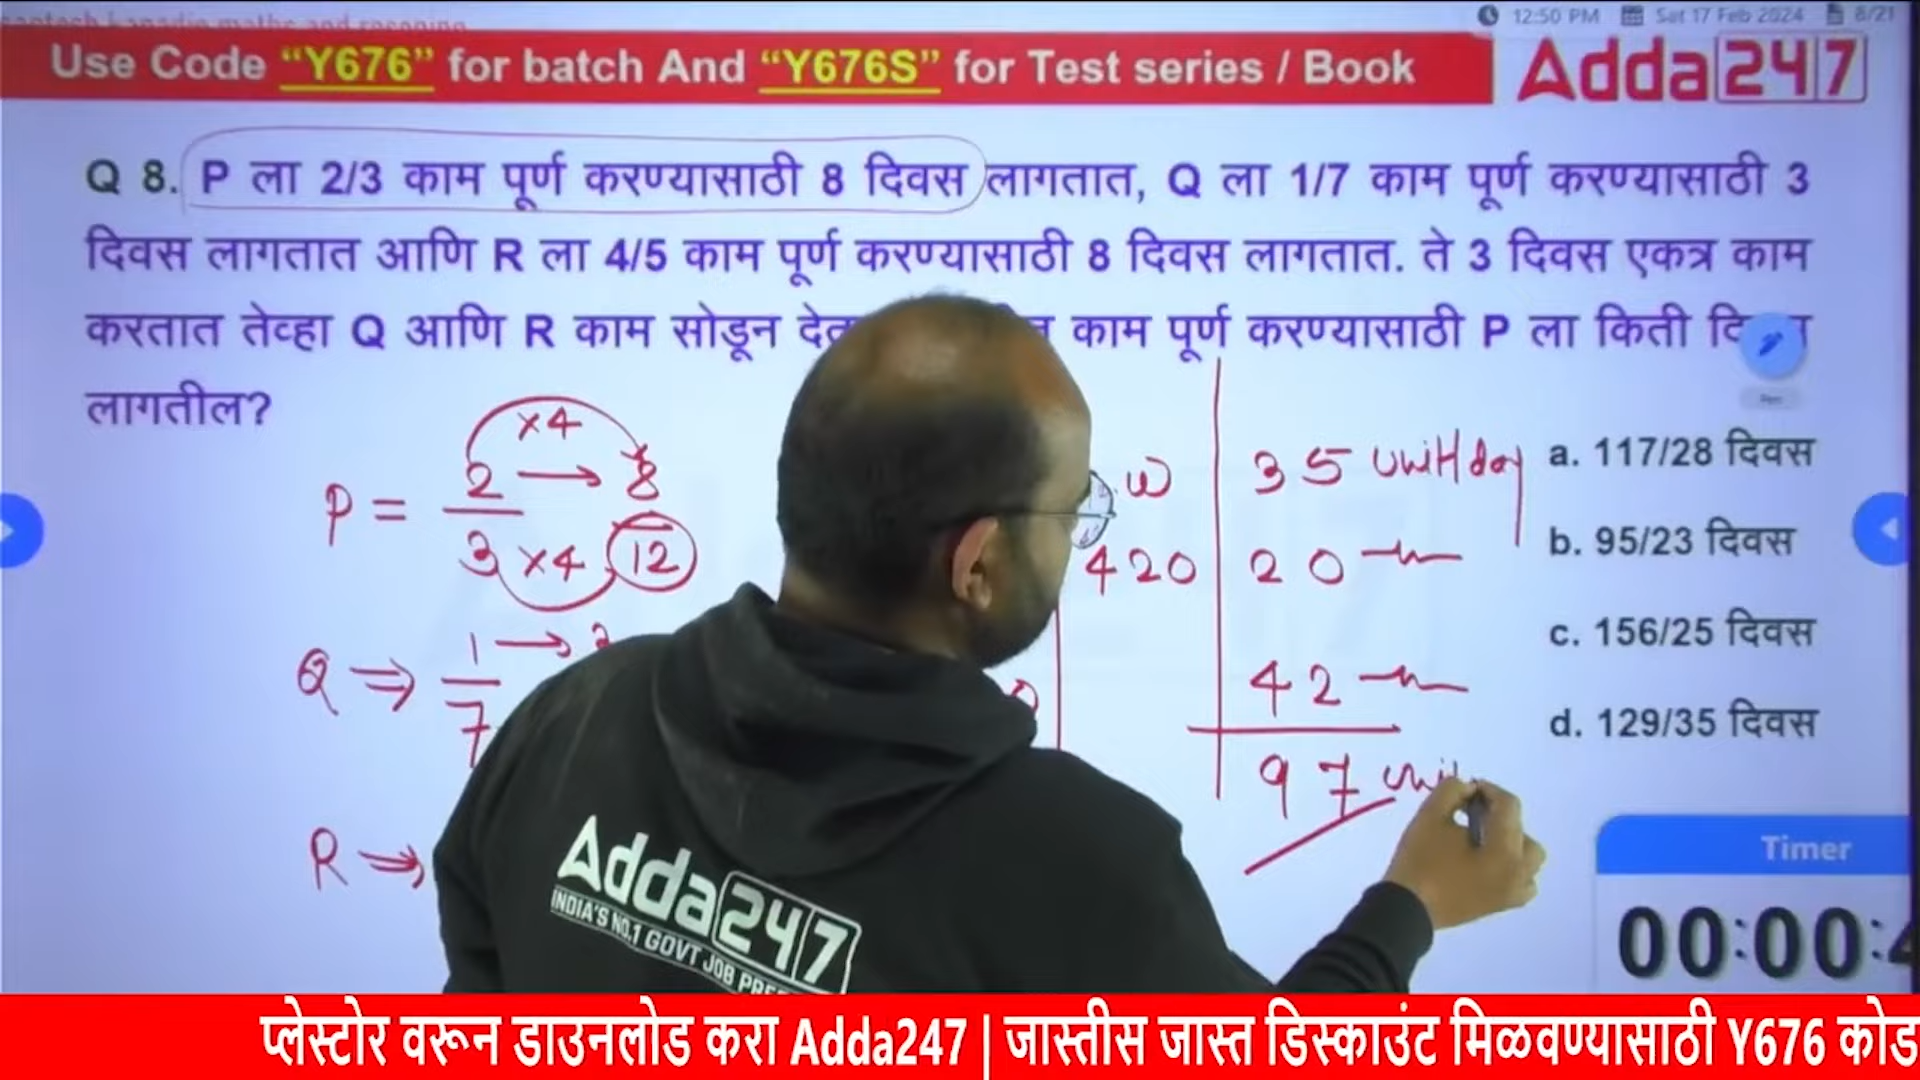 12:50 PM Sat 17 Feb 2024 8/21
Use Code “Y676” for batch And “Y676S” for Test series / Book
Adda247
Q 8. P ला 2/3 काम पूर्ण करण्यासाठी 8 दिवस लागतात, Q ला 1/7 काम पूर्ण करण्यासाठी 3
दिवस लागतात आणि R ला 4/5 काम पूर्ण करण्यासाठी 8 दिवस लागतात. ते 3 दिवस एकत्र काम
करतात तेव्हा Q आणि R काम सोडून काम पूर्ण करण्यासाठी P ला किती
लागतील?
a. 117/28 दिवस
b. 95/23 दिवस
c. 156/25 दिवस
d. 129/35 दिवस
×4
P = 2 → 8
3 ×4 12
Q ⇒ 1 →
7
R ⇒
W
420
35 unit/day
20
42
97
Timer
00:00:
Adda247
INDIA'S NO.1 GOVT JOB
प्लेस्टोर वरून डाउनलोड करा Adda247 | जास्तीस जास्त डिस्काउंट मिळवण्यासाठी Y676 कोड